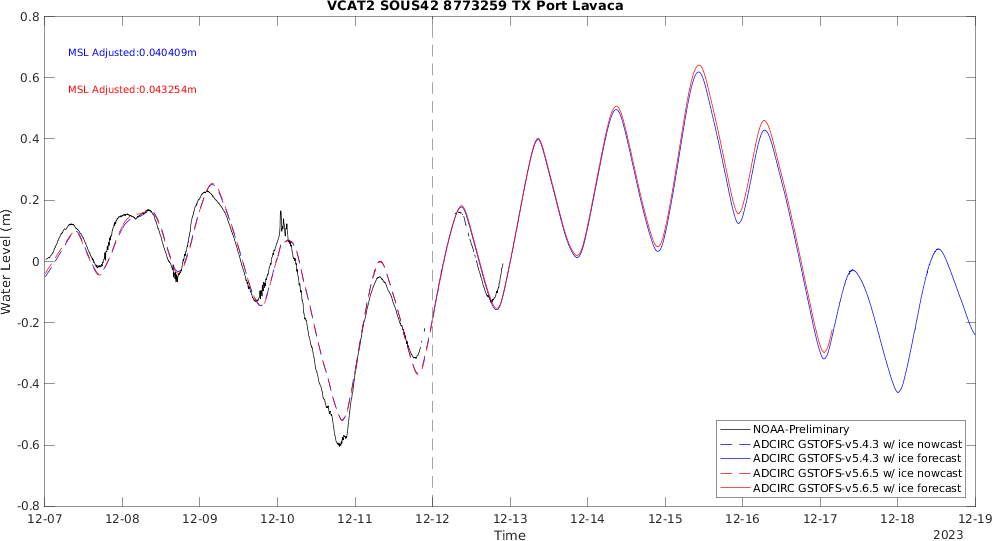 VCAT2 SOUS42 8773259 TX Port Lavaca
MSL Adjusted:0.040409m
MSL Adjusted:0.043254m
Water Level (m)
0.8
0.6
0.4
0.2
0
-0.2
-0.4
-0.6
-0.8
NOAA-Preliminary
ADCIRC GSTOFS-v5.4.3 w/ ice nowcast
ADCIRC GSTOFS-v5.4.3 w/ ice forecast
ADCIRC GSTOFS-v5.6.5 w/ ice nowcast
ADCIRC GSTOFS-v5.6.5 w/ ice forecast
12-07 12-08 12-09 12-10 12-11 12-12 12-13 12-14 12-15 12-16 12-17 12-18 12-19
Time
2023